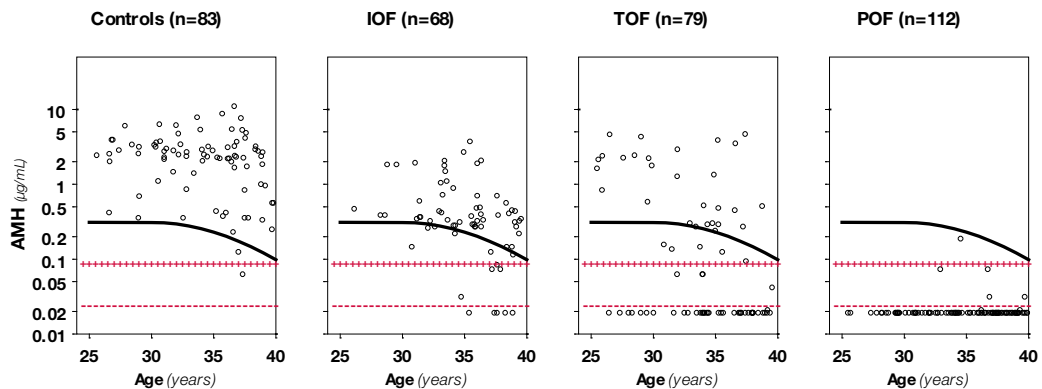 Controls (n=83) IOF (n=68) TOF (n=79) POF (n=112)
AMH (µg/mL)
10
5
2
1
0.5
0.2
0.1
0.05
0.02
0.01
25 30 35 40 25 30 35 40 25 30 35 40 25 30 35 40
Age (years) Age (years) Age (years) Age (years)